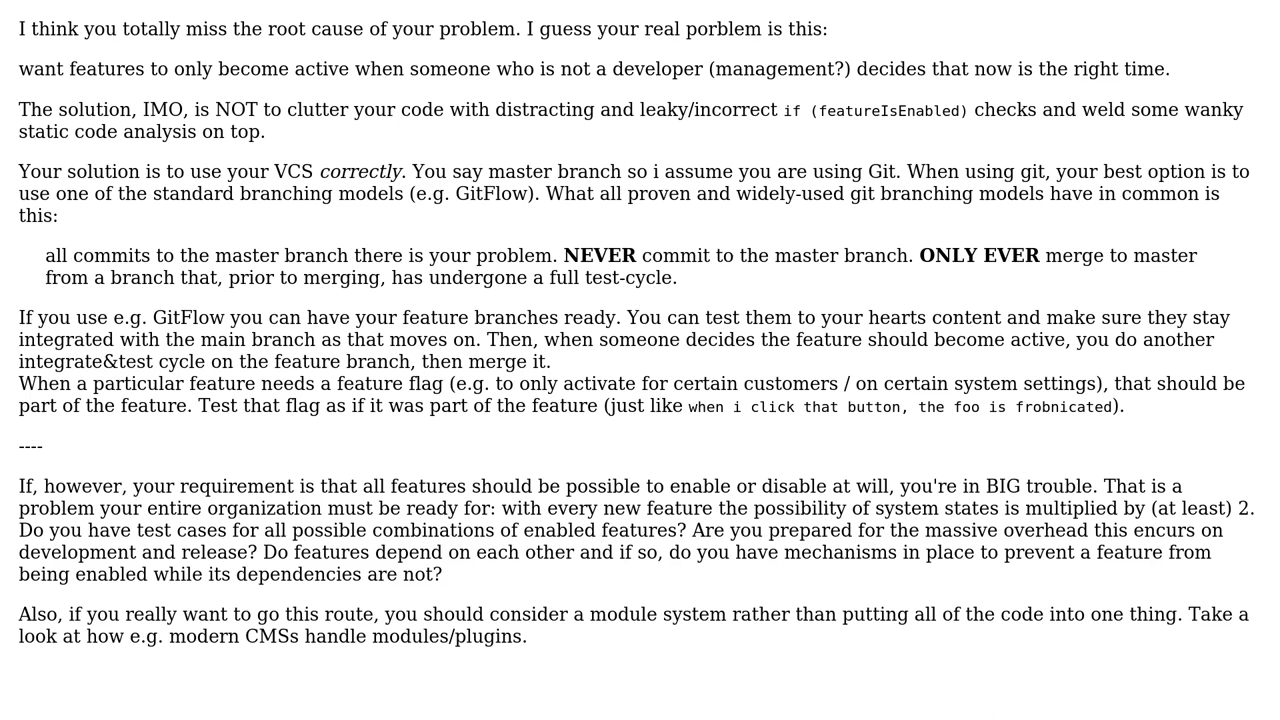 I think you totally miss the root cause of your problem. I guess your real porblem is this:
want features to only become active when someone who is not a developer (management?) decides that now is the right time.
The solution, IMO, is NOT to clutter your code with distracting and leaky/incorrect if (featureIsEnabled) checks and weld some wanky
static code analysis on top.
Your solution is to use your VCS correctly. You say master branch so i assume you are using Git. When using git, your best option is to
use one of the standard branching models (e.g. GitFlow). What all proven and widely-used git branching models have in common is
this:
all commits to the master branch there is your problem. NEVER commit to the master branch. ONLY EVER merge to master
from a branch that, prior to merging, has undergone a full test-cycle.
If you use e.g. GitFlow you can have your feature branches ready. You can test them to your hearts content and make sure they stay
integrated with the main branch as that moves on. Then, when someone decides the feature should become active, you do another
integrate&test cycle on the feature branch, then merge it.
When a particular feature needs a feature flag (e.g. to only activate for certain customers / on certain system settings), that should be
part of the feature. Test that flag as if it was part of the feature (just like when i click that button, the foo is frobnicated).
----
If, however, your requirement is that all features should be possible to enable or disable at will, you're in BIG trouble. That is a
problem your entire organization must be ready for: with every new feature the possibility of system states is multiplied by (at least) 2.
Do you have test cases for all possible combinations of enabled features? Are you prepared for the massive overhead this encurs on
development and release? Do features depend on each other and if so, do you have mechanisms in place to prevent a feature from
being enabled while its dependencies are not?
Also, if you really want to go this route, you should consider a module system rather than putting all of the code into one thing. Take a
look at how e.g. modern CMSs handle modules/plugins.